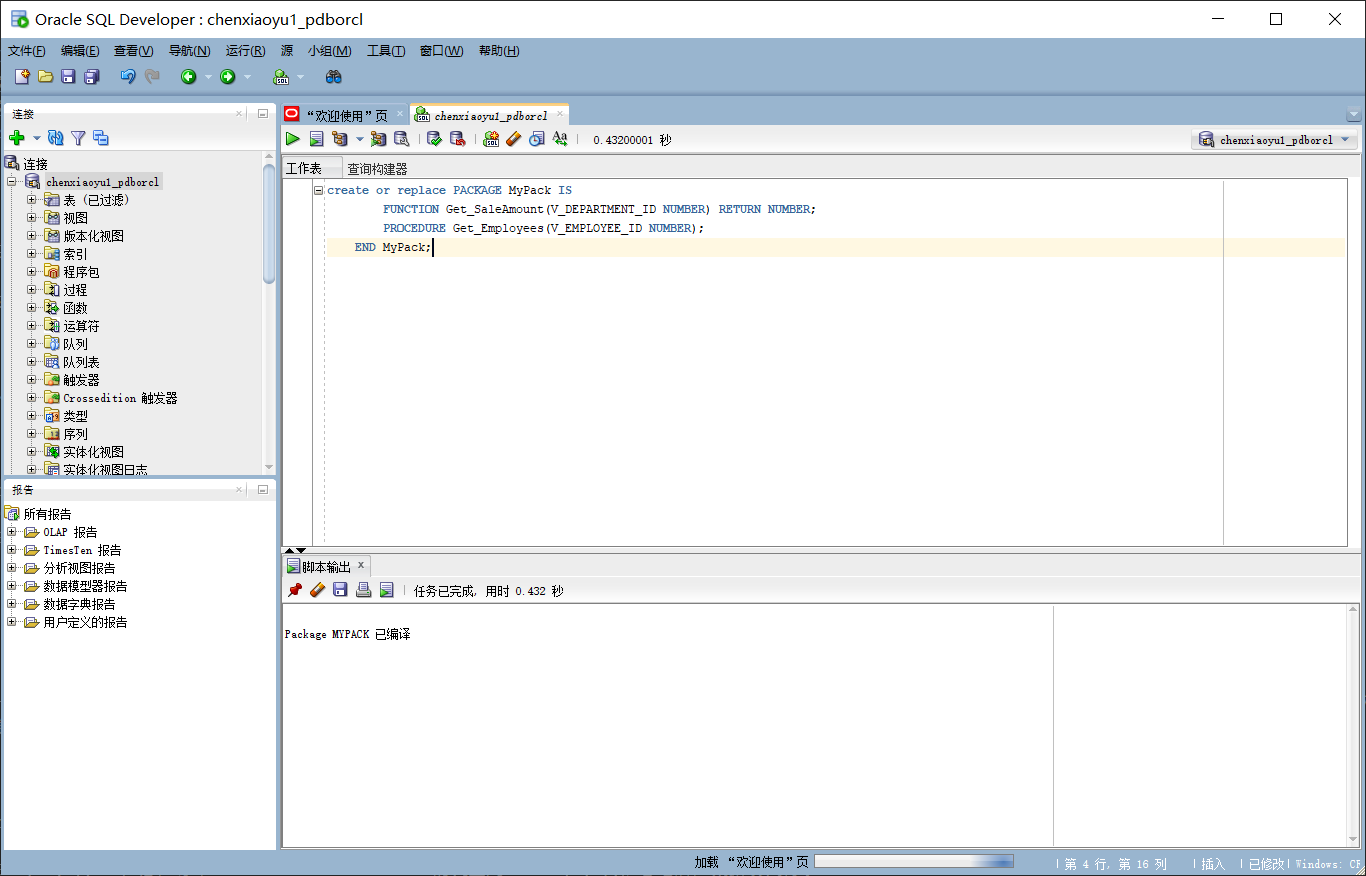 Oracle SQL Developer : chenxiaoyu1_pdborcl
文件(F) 编辑(E) 查看(V) 导航(N) 运行(R) 源 小组(M) 工具(T) 窗口(W) 帮助(H)
连接
连接
chenxiaoyu1_pdborcl
表 (已过滤)
视图
版本化视图
索引
程序包
过程
函数
运算符
队列
队列表
触发器
Crossedition 触发器
类型
序列
实体化视图
实体化视图日志
报告
所有报告
OLAP 报告
TimesTen 报告
分析视图报告
数据模型器报告
数据字典报告
用户定义的报告
“欢迎使用”页 chenxiaoyu1_pdborcl
0.43200001 秒 chenxiaoyu1_pdborcl
工作表 查询构建器
create or replace PACKAGE MyPack IS
FUNCTION Get_SaleAmount(V_DEPARTMENT_ID NUMBER) RETURN NUMBER;
PROCEDURE Get_Employees(V_EMPLOYEE_ID NUMBER);
END MyPack;
脚本输出
任务已完成, 用时 0.432 秒
Package MYPACK 已编译
加载 “欢迎使用”页 第 4 行, 第 16 列 插入 已修改 Windows: CR